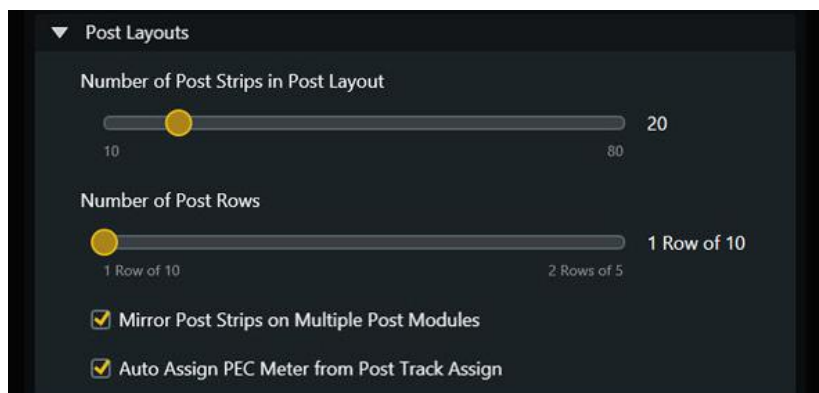 Post Layouts
Number of Post Strips in Post Layout
20
10 80
Number of Post Rows
1 Row of 10
1 Row of 10 2 Rows of 5
Mirror Post Strips on Multiple Post Modules
Auto Assign PEC Meter from Post Track Assign